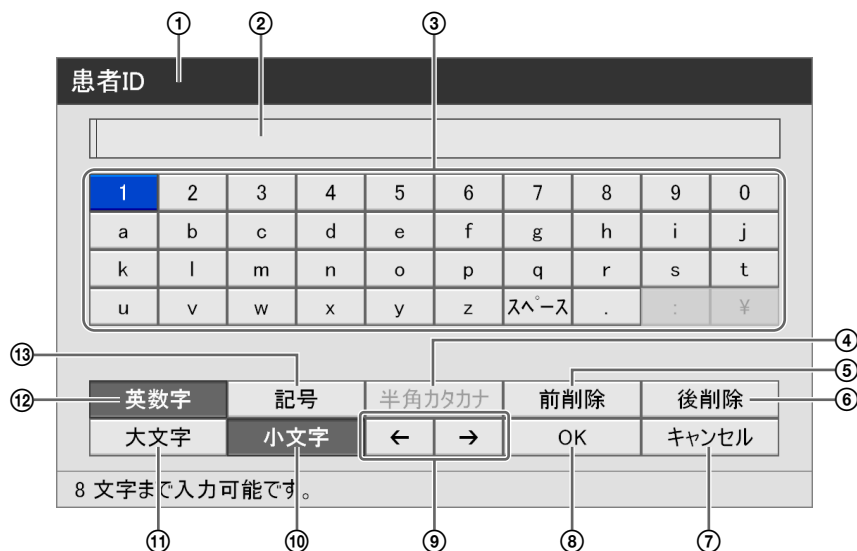 ① ② ③
患者ID
1 2 3 4 5 6 7 8 9 0
a b c d e f g h i j
k l m n o p q r s t
u v w x y z スペース . : ¥
⑬ ④
⑤
⑫ 英数字 記号 半角カタカナ 前削除 後削除 ⑥
大文字 小文字 ← → OK キャンセル
8 文字まで入力可能です。
⑪ ⑩ ⑨ ⑧ ⑦